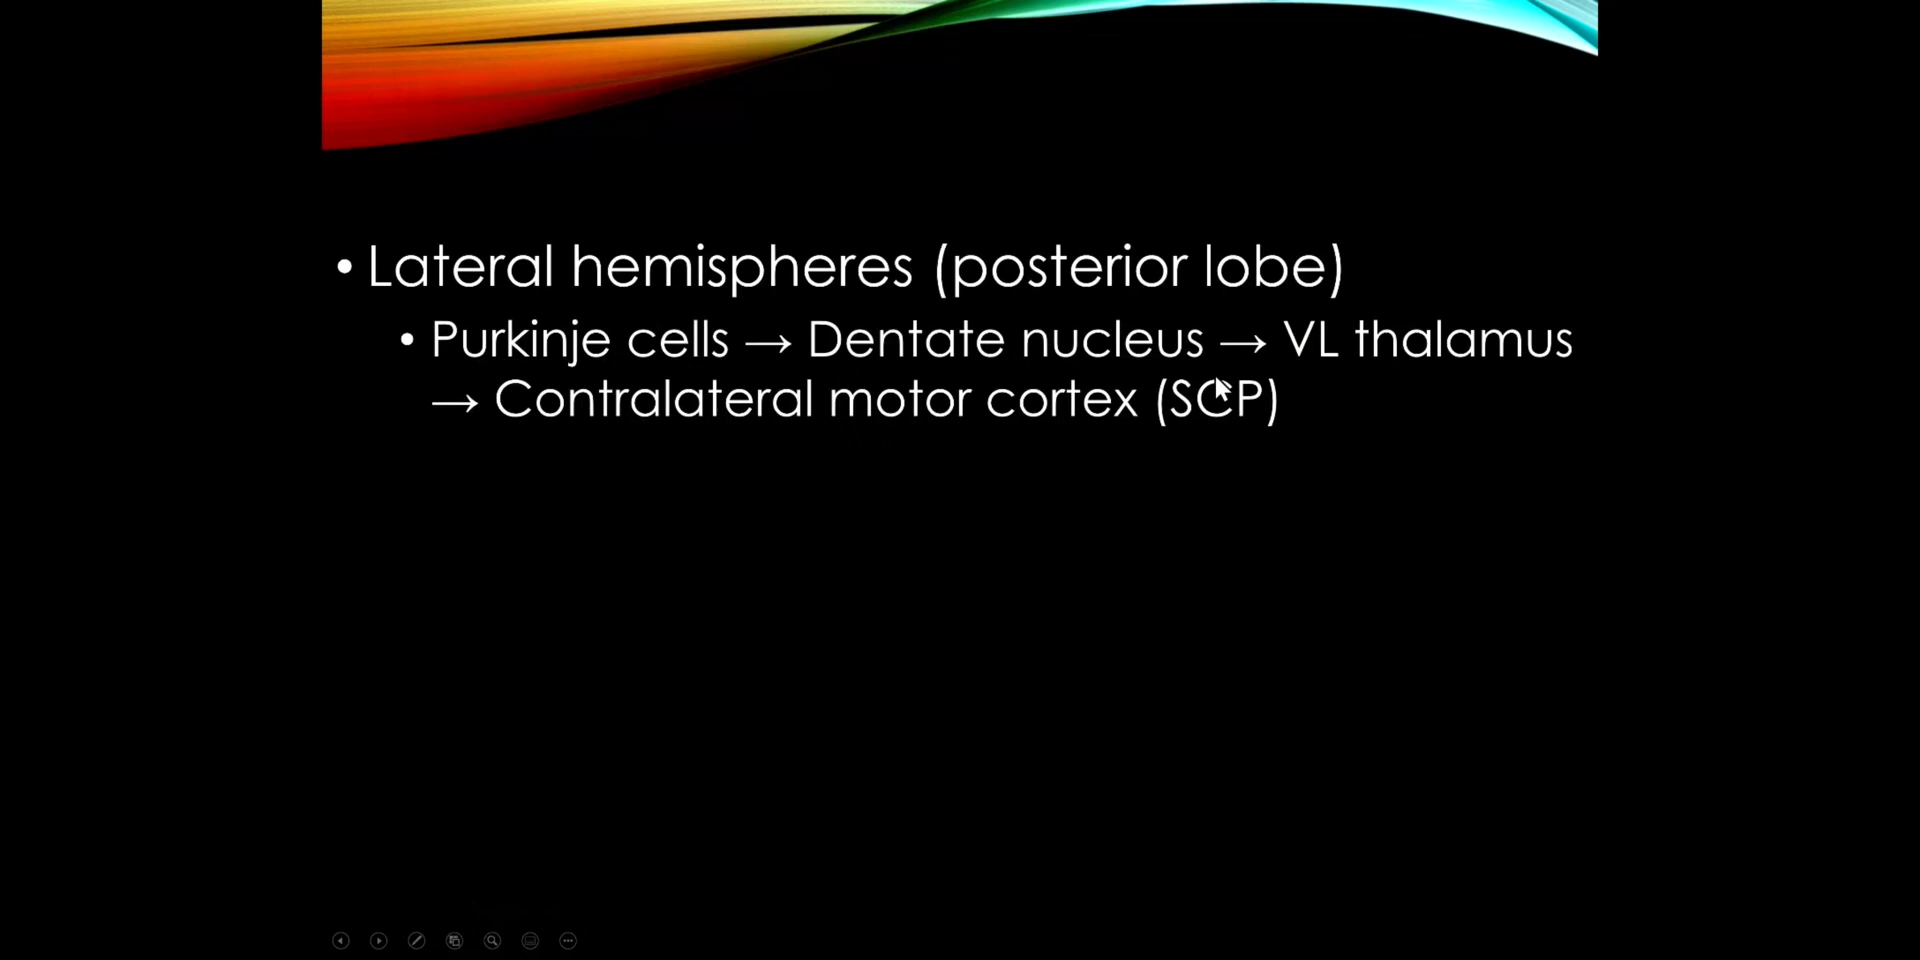 • Lateral hemispheres (posterior lobe)
• Purkinje cells → Dentate nucleus → VL thalamus
→ Contralateral motor cortex (SCP)